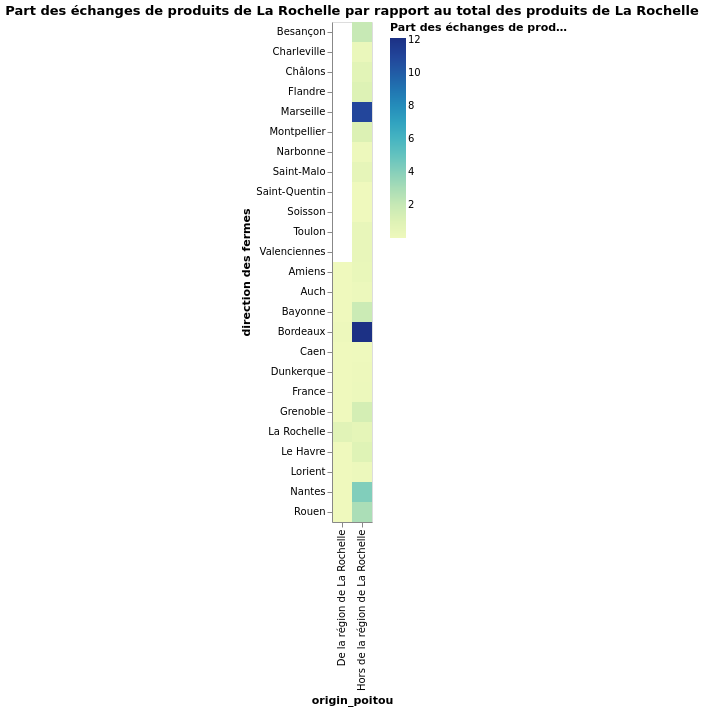 Part des échanges de produits de La Rochelle par rapport au total des produits de La Rochelle
Part des échanges de prod…
12
10
8
6
4
2
direction des fermes
Besançon
Charleville
Châlons
Flandre
Marseille
Montpellier
Narbonne
Saint-Malo
Saint-Quentin
Soisson
Toulon
Valenciennes
Amiens
Auch
Bayonne
Bordeaux
Caen
Dunkerque
France
Grenoble
La Rochelle
Le Havre
Lorient
Nantes
Rouen
De la région de La Rochelle
Hors de la région de La Rochelle
origin_poitou